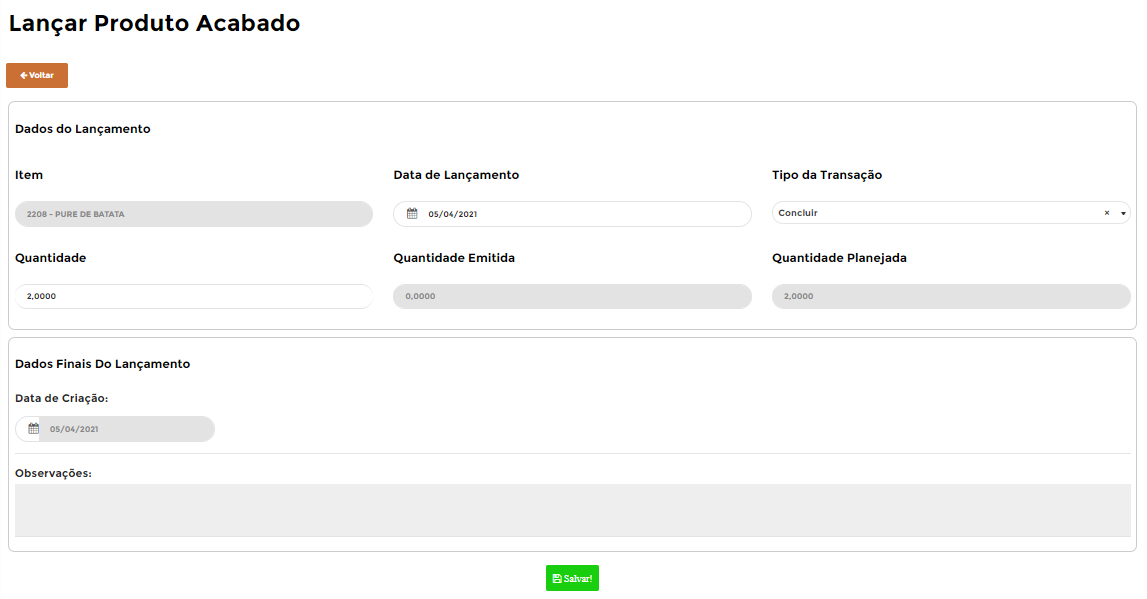 Lançar Produto Acabado
Voltar
Dados do Lançamento
Item
Data de Lançamento
Tipo da Transação
2208 - PURE DE BATATA
05/04/2021
Concluir
×
Quantidade
Quantidade Emitida
Quantidade Planejada
2,0000
0,0000
2,0000
Dados Finais Do Lançamento
Data de Criação:
05/04/2021
Observações:
Salvar!